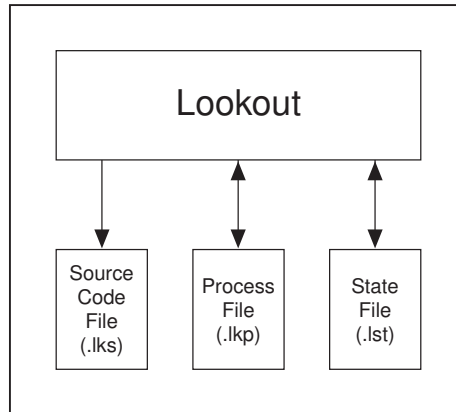 Lookout
Source
Code
File
(.lks)
Process
File
(.lkp)
State
File
(.lst)